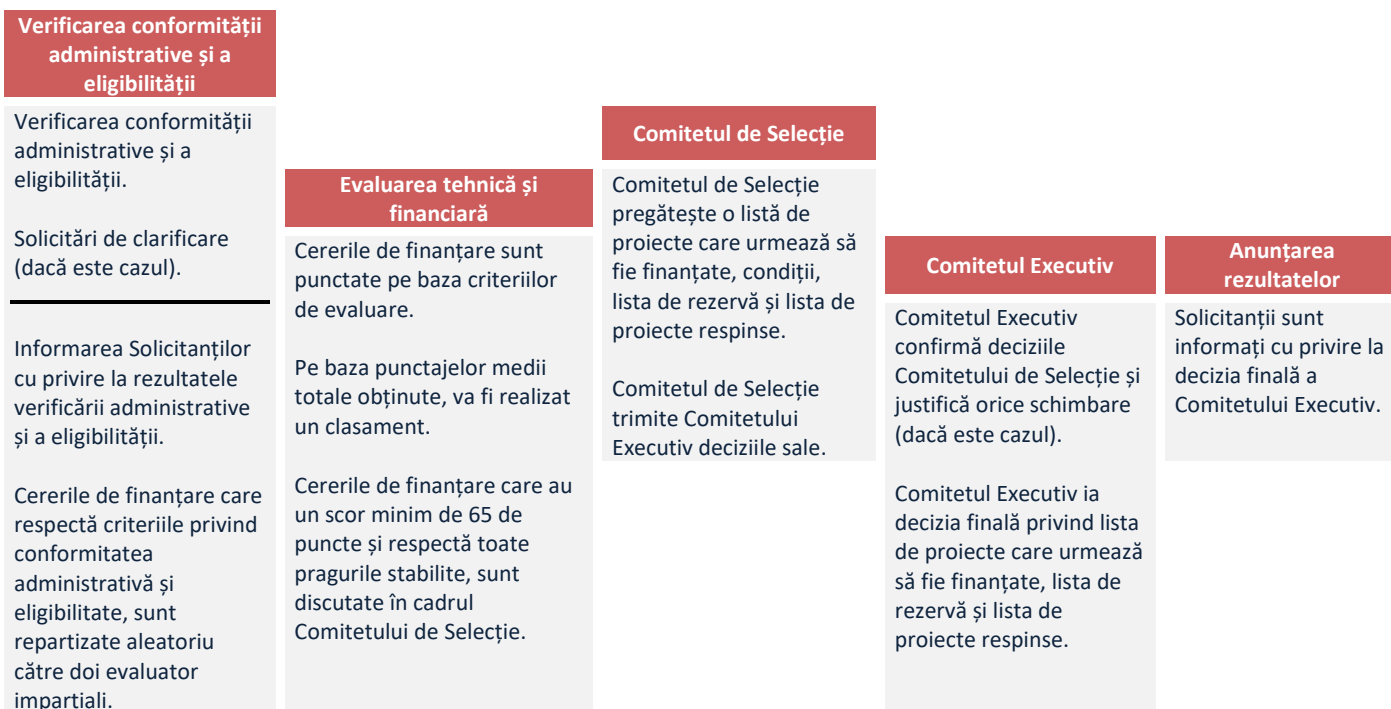 Verificarea conformității
administrative și a
eligibilității
Verificarea conformității
administrative și a
eligibilității.
Solicitări de clarificare
(dacă este cazul).
Informarea Solicitanților
cu privire la rezultatele
verificării administrative
și a eligibilității.
Cererile de finanțare care
respectă criteriile privind
conformitatea
administrativă și
eligibilitate, sunt
repartizate aleatoriu
către doi evaluator
impartiali.
Evaluarea tehnică și
financiară
Cererile de finanțare sunt
punctate pe baza criteriilor
de evaluare.
Pe baza punctajelor medii
totale obținute, va fi realizat
un clasament.
Cererile de finanțare care au
un scor minim de 65 de
puncte și respectă toate
pragurile stabilite, sunt
discutate în cadrul
Comitetului de Selecție.
Comitetul de Selecție
Comitetul de Selecție
pregătește o listă de
proiecte care urmează să
fie finanțate, condiții,
lista de rezervă și lista de
proiecte respinse.
Comitetul de Selecție
trimite Comitetului
Executiv deciziile sale.
Comitetul Executiv
Comitetul Executiv
confirmă deciziile
Comitetului de Selecție și
justifică orice schimbare
(dacă este cazul).
Comitetul Executiv ia
decizia finală privind lista
de proiecte care urmează
să fie finanțate, lista de
rezervă și lista de
proiecte respinse.
Anunțarea
rezultatelor
Solicitanții sunt
informați cu privire la
decizia finală a
Comitetului Executiv.